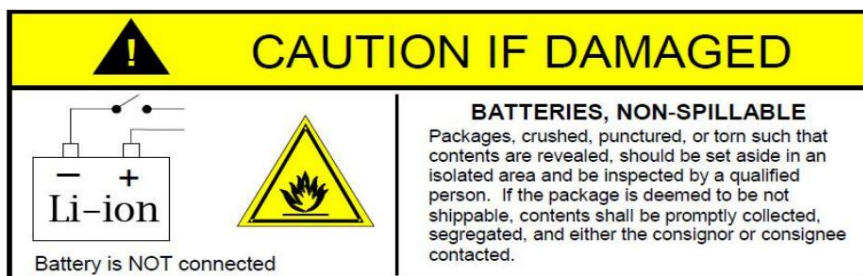 ! CAUTION IF DAMAGED
− +
Li-ion
Battery is NOT connected
BATTERIES, NON-SPILLABLE
Packages, crushed, punctured, or torn such that
contents are revealed, should be set aside in an
isolated area and be inspected by a qualified
person. If the package is deemed to be not
shippable, contents shall be promptly collected,
segregated, and either the consignor or consignee
contacted.